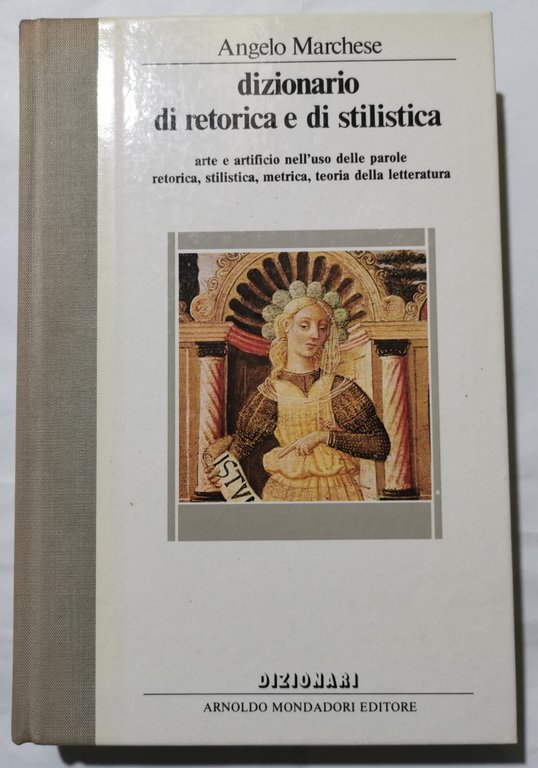 Angelo Marchese
dizionario
di retorica e di stilistica
arte e artificio nell'uso delle parole
retorica, stilistica, metrica, teoria della letteratura
ISTVM
DIZIONARI
ARNOLDO MONDADORI EDITORE